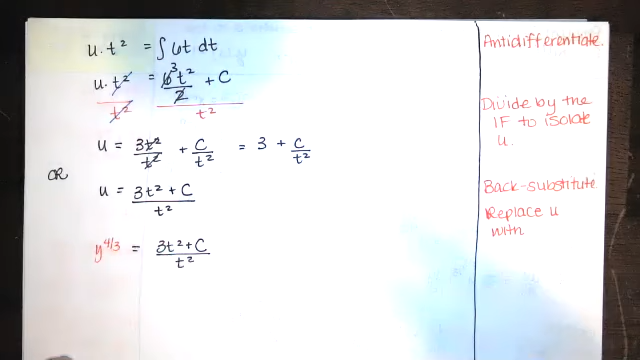 u · t² = ∫ 6t dt
Antidifferentiate.
u · t² / t² = 6³t²/2 + C / t²
Divide by the
IF to isolate
u.
u = 3t²/t² + C/t² = 3 + C/t²
OR
u = 3t² + C / t²
Back-substitute.
Replace u
with
y^4/3 = 3t² + C / t²